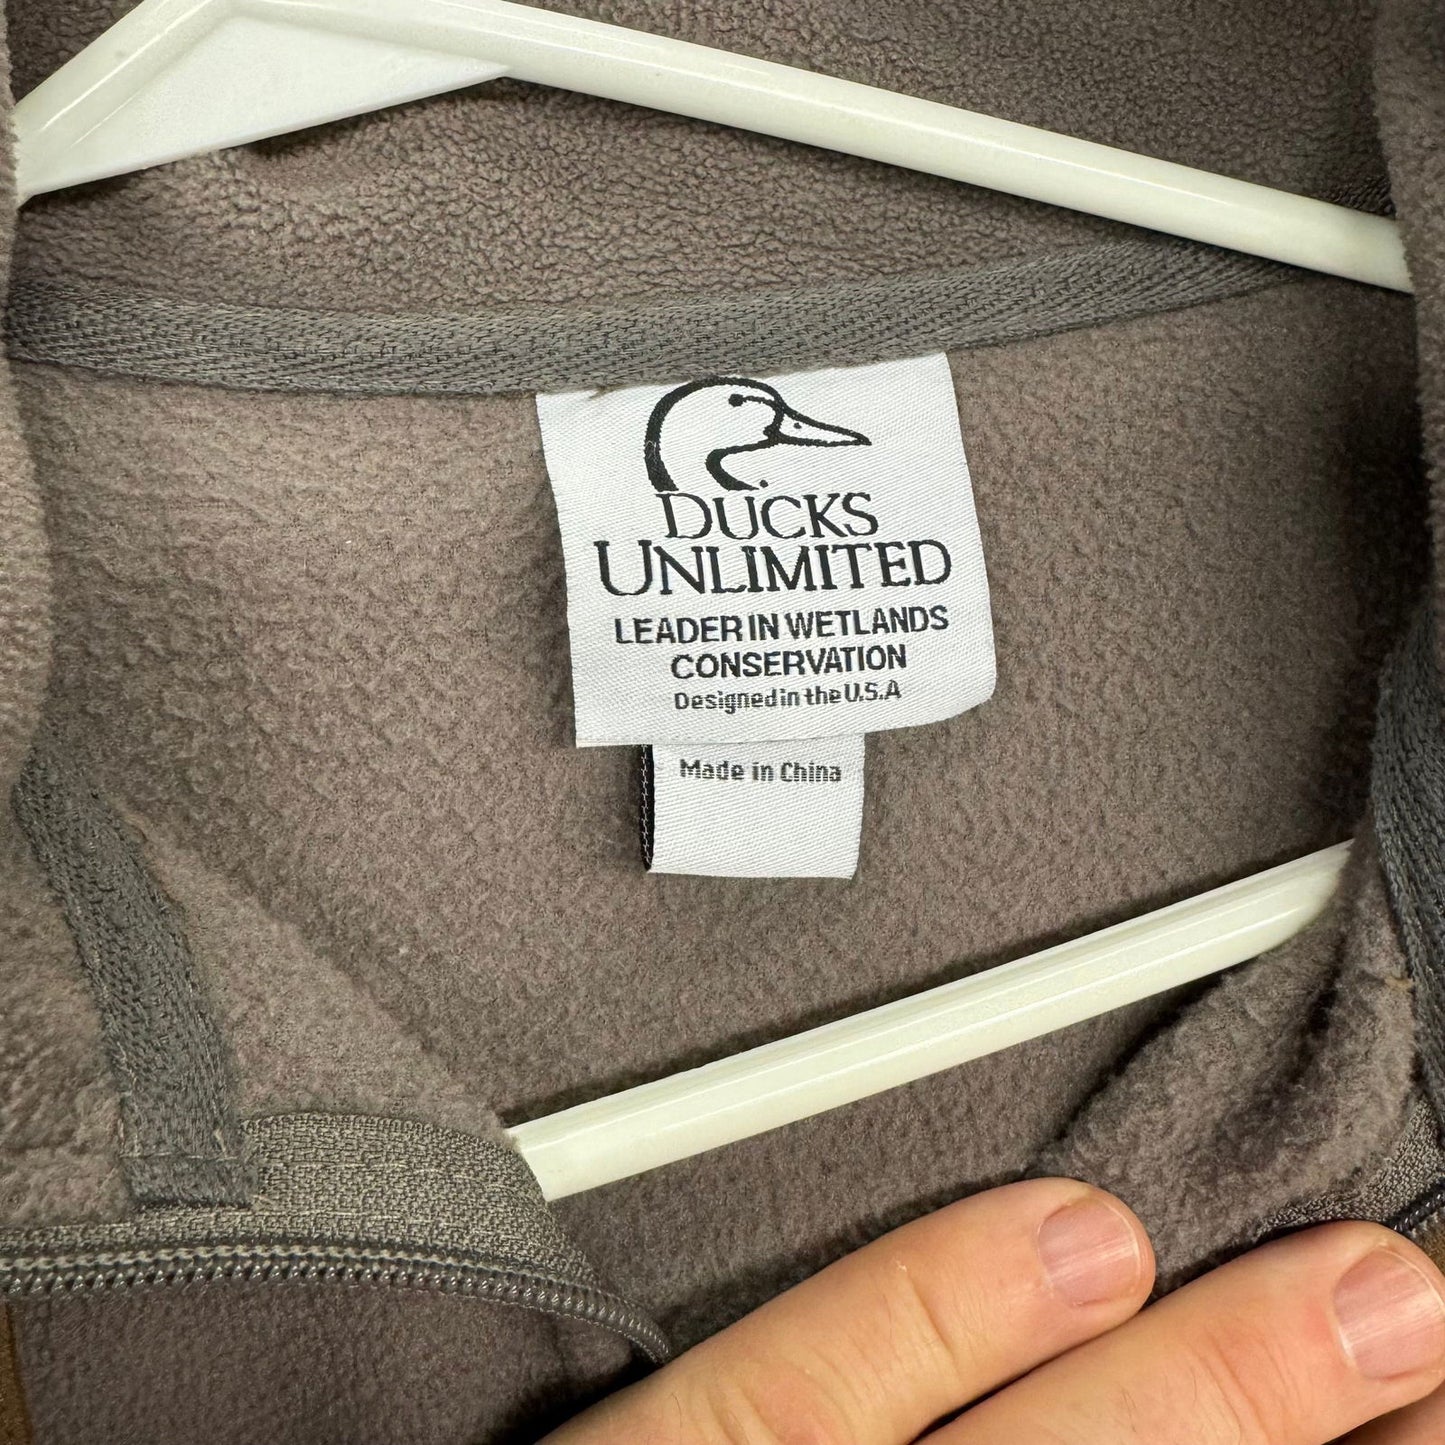 DUCKS
UNLIMITED
LEADER IN WETLANDS
CONSERVATION
Designed in the U.S.A
Made in China